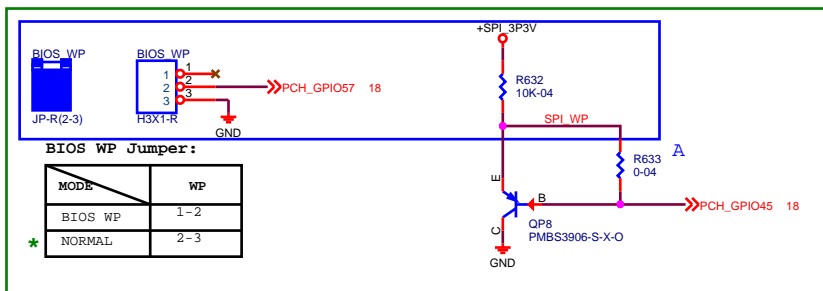 +SPI_3P3V
BIOS_WP
BIOS_WP
1
1
2
2
3
3
PCH_GPIO57 18
JP-R(2-3)
H3X1-R
GND
R632
10K-04
SPI_WP
R633
0-04
A
E
B
C
PCH_GPIO45 18
QP8
PMBS3906-S-X-O
GND
BIOS WP Jumper:
MODE WP
BIOS WP 1-2
* NORMAL 2-3